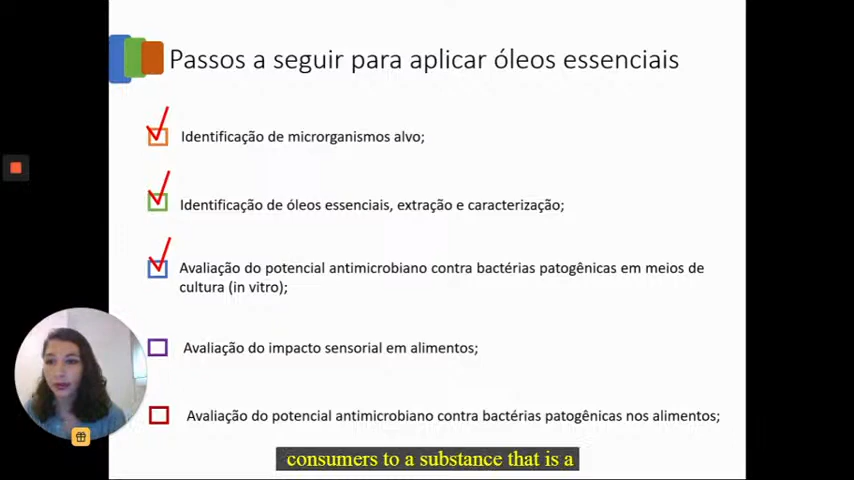 Passos a seguir para aplicar óleos essenciais
Identificação de microrganismos alvo;
Identificação de óleos essenciais, extração e caracterização;
Avaliação do potencial antimicrobiano contra bactérias patogênicas em meios de
cultura (in vitro);
Avaliação do impacto sensorial em alimentos;
Avaliação do potencial antimicrobiano contra bactérias patogênicas nos alimentos;
consumers to a substance that is a